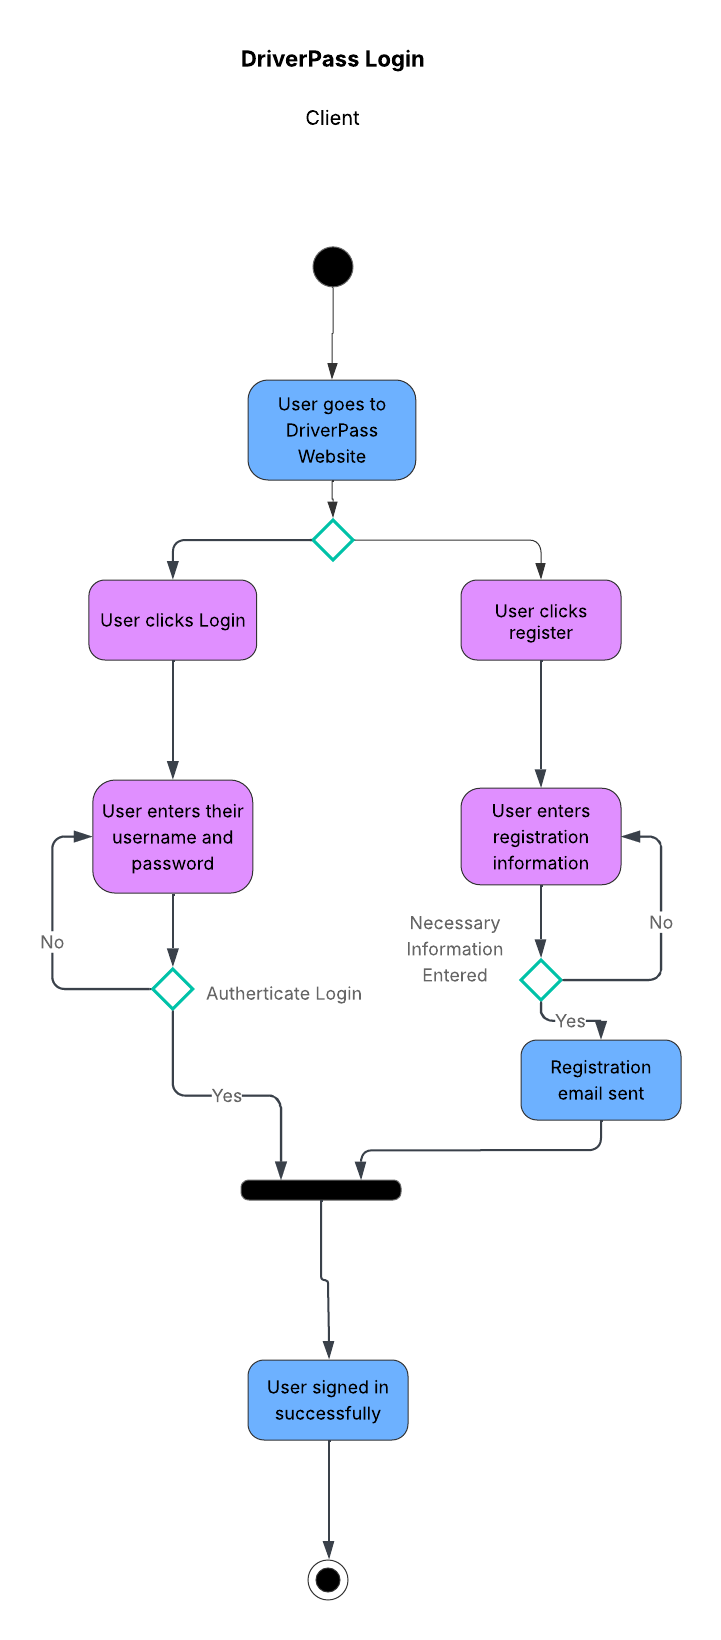 DriverPass Login
Client
User goes to
DriverPass
Website
User clicks Login
User clicks
register
User enters their
username and
password
User enters
registration
information
No
Autherticate Login
Necessary
Information
Entered
No
Yes
Registration
email sent
Yes
User signed in
successfully